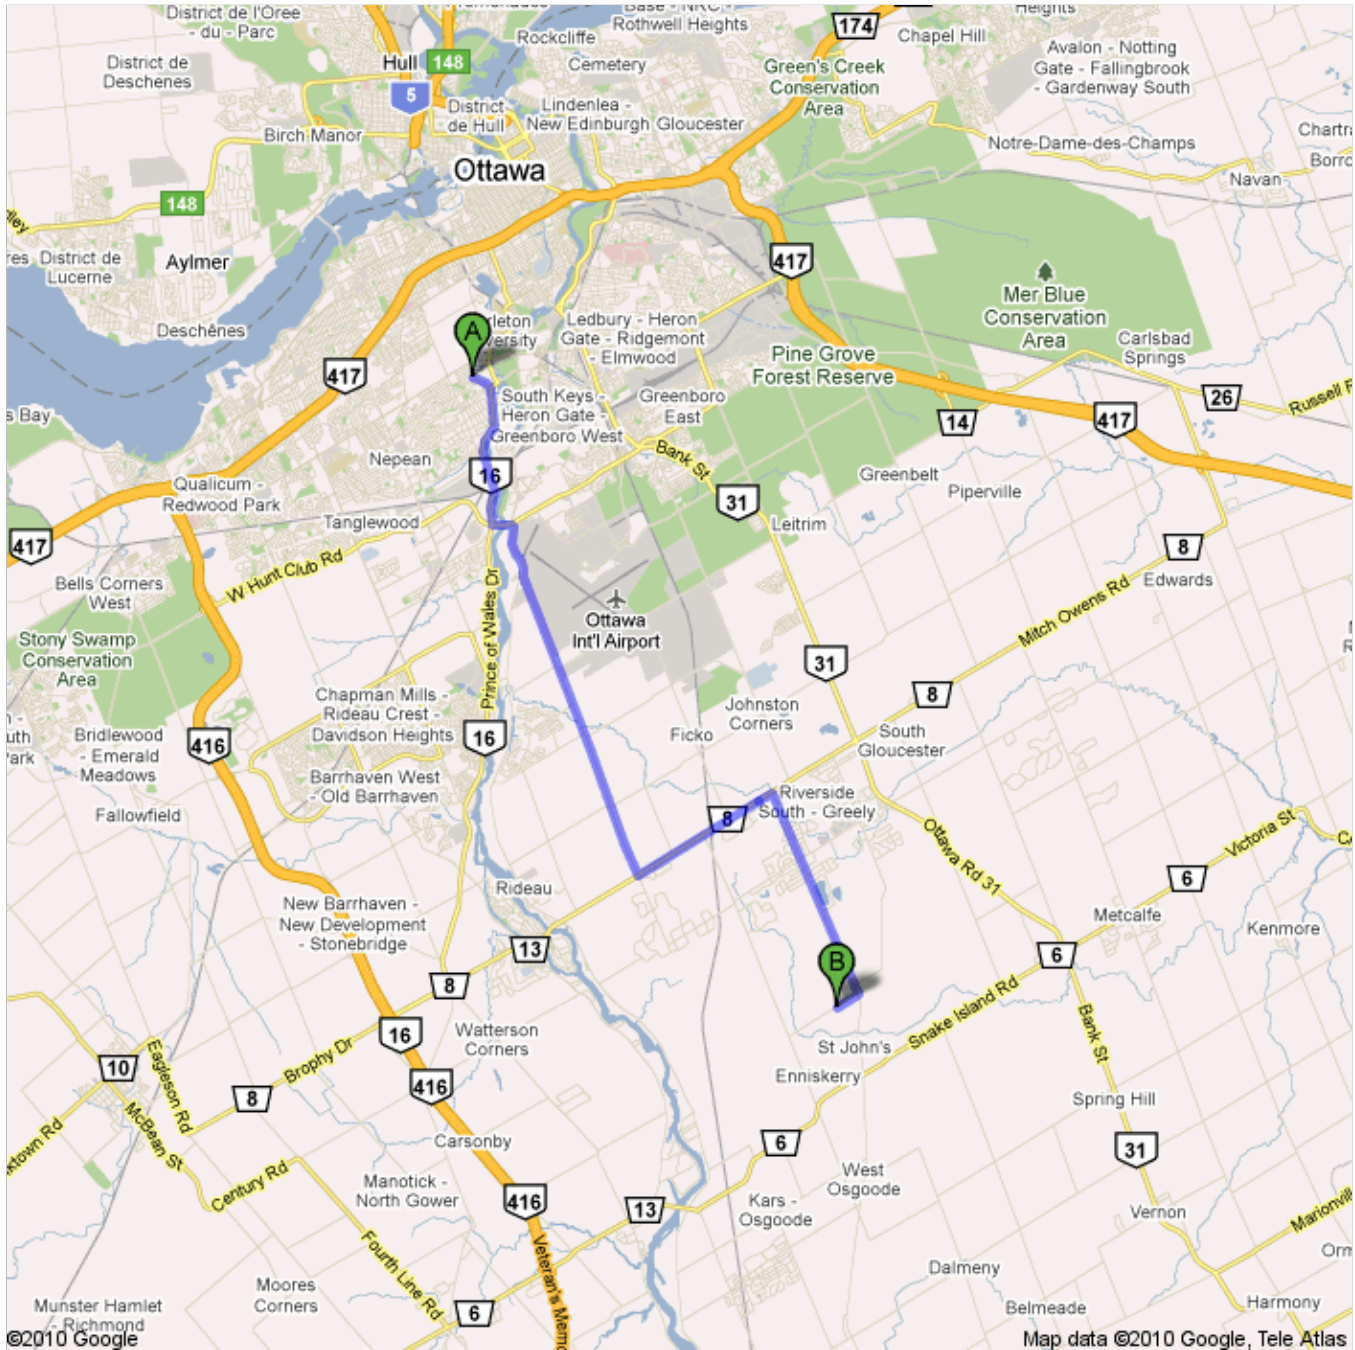 District de l'Oree
- du - Parc
Base - NRC -
Rothwell Heights
Heights
174
Chapel Hill
Rockcliffe
Cemetery
Avalon - Notting
Gate - Fallingbrook
- Gardenway South
District de
Deschenes
Hull
148
5
Green's Creek
Conservation
Area
District
de Hull
Lindenlea -
New Edinburgh Gloucester
Birch Manor
Notre-Dame-des-Champs
Ottawa
Navan
148
District de
Lucerne
Aylmer
417
Mer Blue
Conservation
Area
Deschênes
Ledbury - Heron
Gate - Ridgemont
- Elmwood
A
Carlsbad
Springs
Pine Grove
Forest Reserve
417
South Keys -
Heron Gate -
Greenboro West
Greenboro
East
26
Russell
14
417
s Bay
Nepean
Bank St
16
Greenbelt
Piperville
Qualicum -
Redwood Park
31
Tanglewood
Leitrim
417
8
W Hunt Club Rd
Bells Corners
West
Edwards
Prince of Wales Dr
Mitch Owens Rd
Ottawa
Int'l Airport
Stony Swamp
Conservation
Area
31
Chapman Mills -
Rideau Crest -
Davidson Heights
8
Johnston
Corners
Bridlewood
- Emerald
Meadows
416
16
Ficko
South
Gloucester
Barrhaven West
- Old Barrhaven
Riverside
South - Greely
Fallowfield
8
Ottawa Rd 31
Victoria St
6
Rideau
New Barrhaven -
New Development
- Stonebridge
Metcalfe
Kenmore
13
6
B
8
Snake Island Rd
16
Watterson
Corners
St John's
Bank St
10
Eagleson Rd
Brophy Dr
416
Enniskerry
8
McBean St
Spring Hill
Carsonby
6
31
Century Rd
Manotick -
North Gower
West
Osgoode
416
13
Kars -
Osgoode
Vernon
Fourth Line Rd
Dalmeny
Moores
Corners
Munster Hamlet
- Richmond
6
Belmeade
Harmony
©2010 Google
Map data ©2010 Google, Tele Atlas